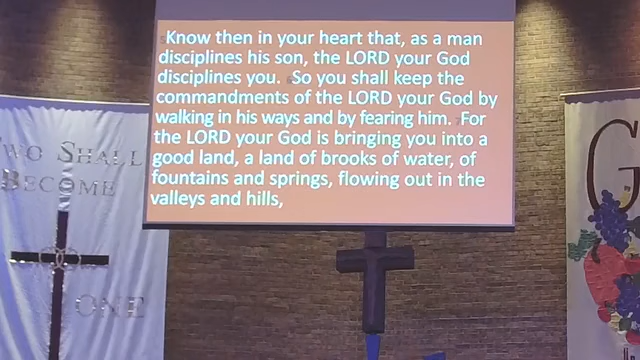 5 Know then in your heart that, as a man
disciplines his son, the LORD your God
disciplines you. 6 So you shall keep the
commandments of the LORD your God by
walking in his ways and by fearing him. 7 For
the LORD your God is bringing you into a
good land, a land of brooks of water, of
fountains and springs, flowing out in the
valleys and hills,
TWO SHALL
BECOME
ONE
G